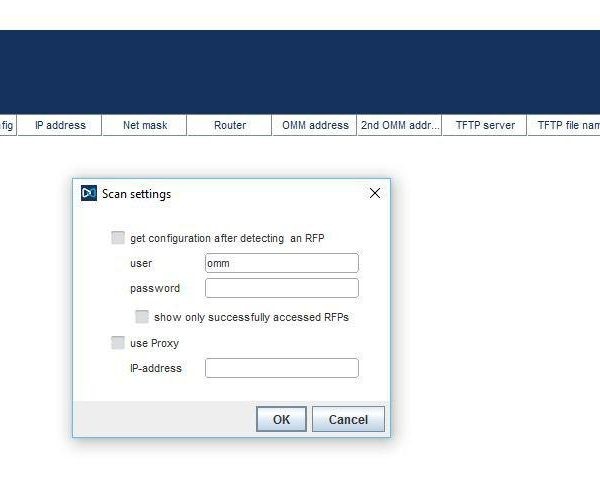 fig IP address Net mask Router OMM address 2nd OMM addr... TFTP server TFTP file nam
Scan settings
get configuration after detecting an RFP
user omm
password
show only successfully accessed RFPs
use Proxy
IP-address
OK Cancel